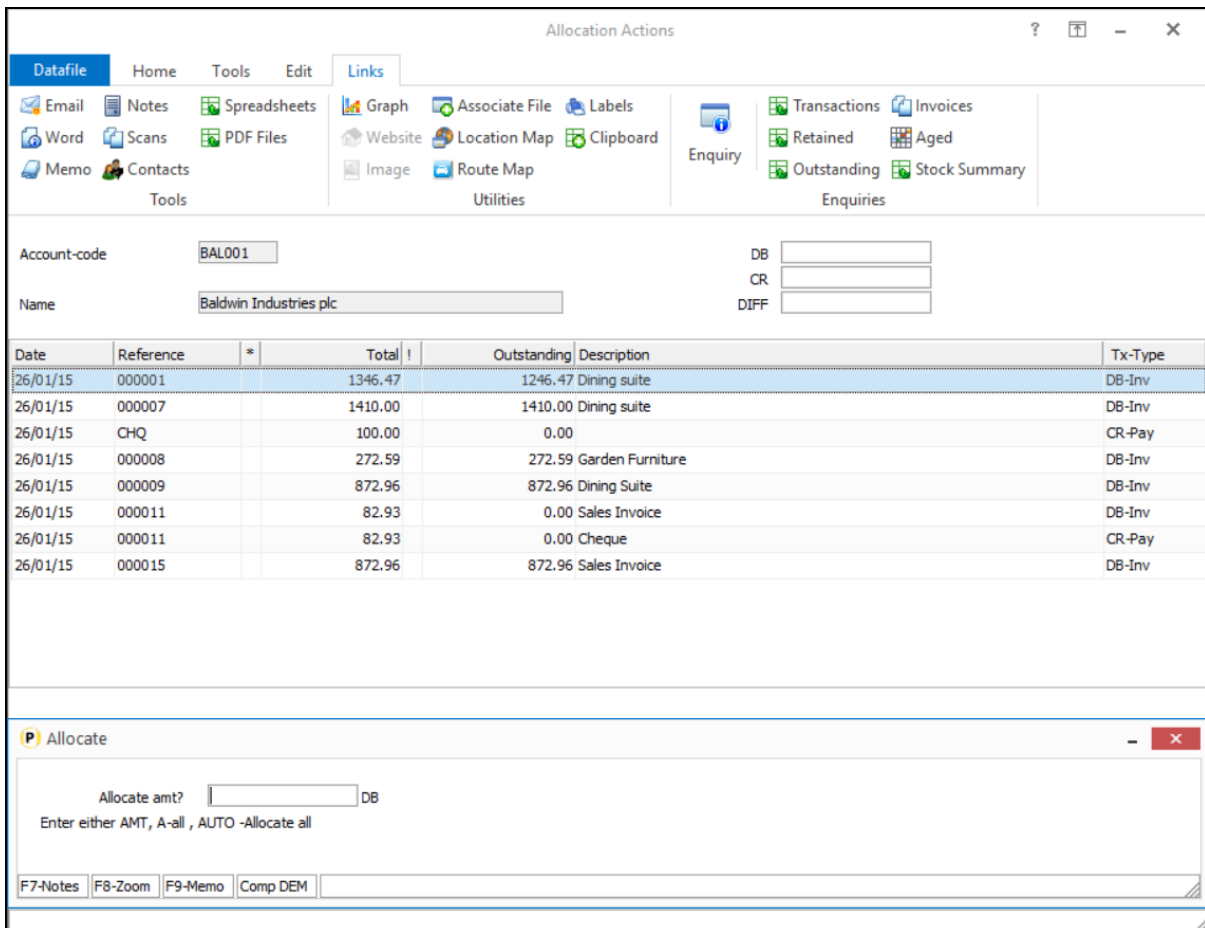 Allocation Actions ?
Datafile Home Tools Edit Links
Email Notes Spreadsheets Graph Associate File Labels Transactions Invoices
Word Scans PDF Files Website Location Map Clipboard Enquiry Retained Aged
Memo Contacts Image Route Map Outstanding Stock Summary
Tools Utilities Enquiries
Account-code BAL001 DB
CR
Name Baldwin Industries plc DIFF
Date Reference * Total ! Outstanding Description Tx-Type
26/01/15 000001 1346.47 1246.47 Dining suite DB-Inv
26/01/15 000007 1410.00 1410.00 Dining suite DB-Inv
26/01/15 CHQ 100.00 0.00 CR-Pay
26/01/15 000008 272.59 272.59 Garden Furniture DB-Inv
26/01/15 000009 872.96 872.96 Dining Suite DB-Inv
26/01/15 000011 82.93 0.00 Sales Invoice DB-Inv
26/01/15 000011 82.93 0.00 Cheque CR-Pay
26/01/15 000015 872.96 872.96 Sales Invoice DB-Inv
P Allocate
Allocate amt? DB
Enter either AMT, A-all , AUTO -Allocate all
F7-Notes F8-Zoom F9-Memo Comp DEM